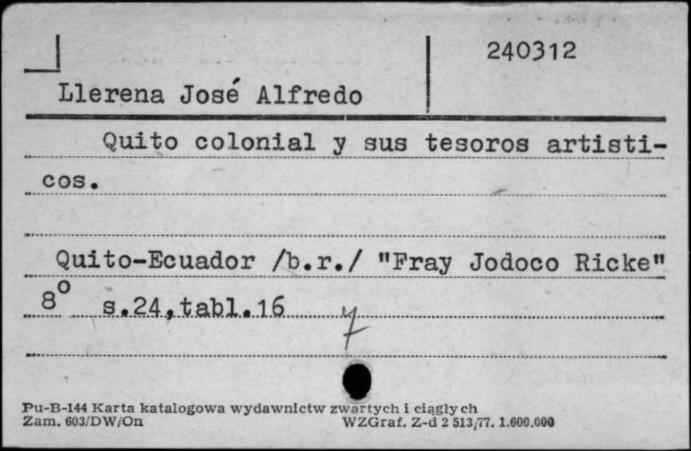 240312
Llerena José Alfredo
Quito colonial y sus tesoros artisti-
cos.
Quito-Ecuador /b.r./ "Fray Jodoco Ricke"
8° s.24,tabl.16
Pu-B-144 Karta katalogowa wydawnictw zwartych i ciągłych
Zam. 603/DW/On WZGraf. Z-d 2 513/77. 1.600.000